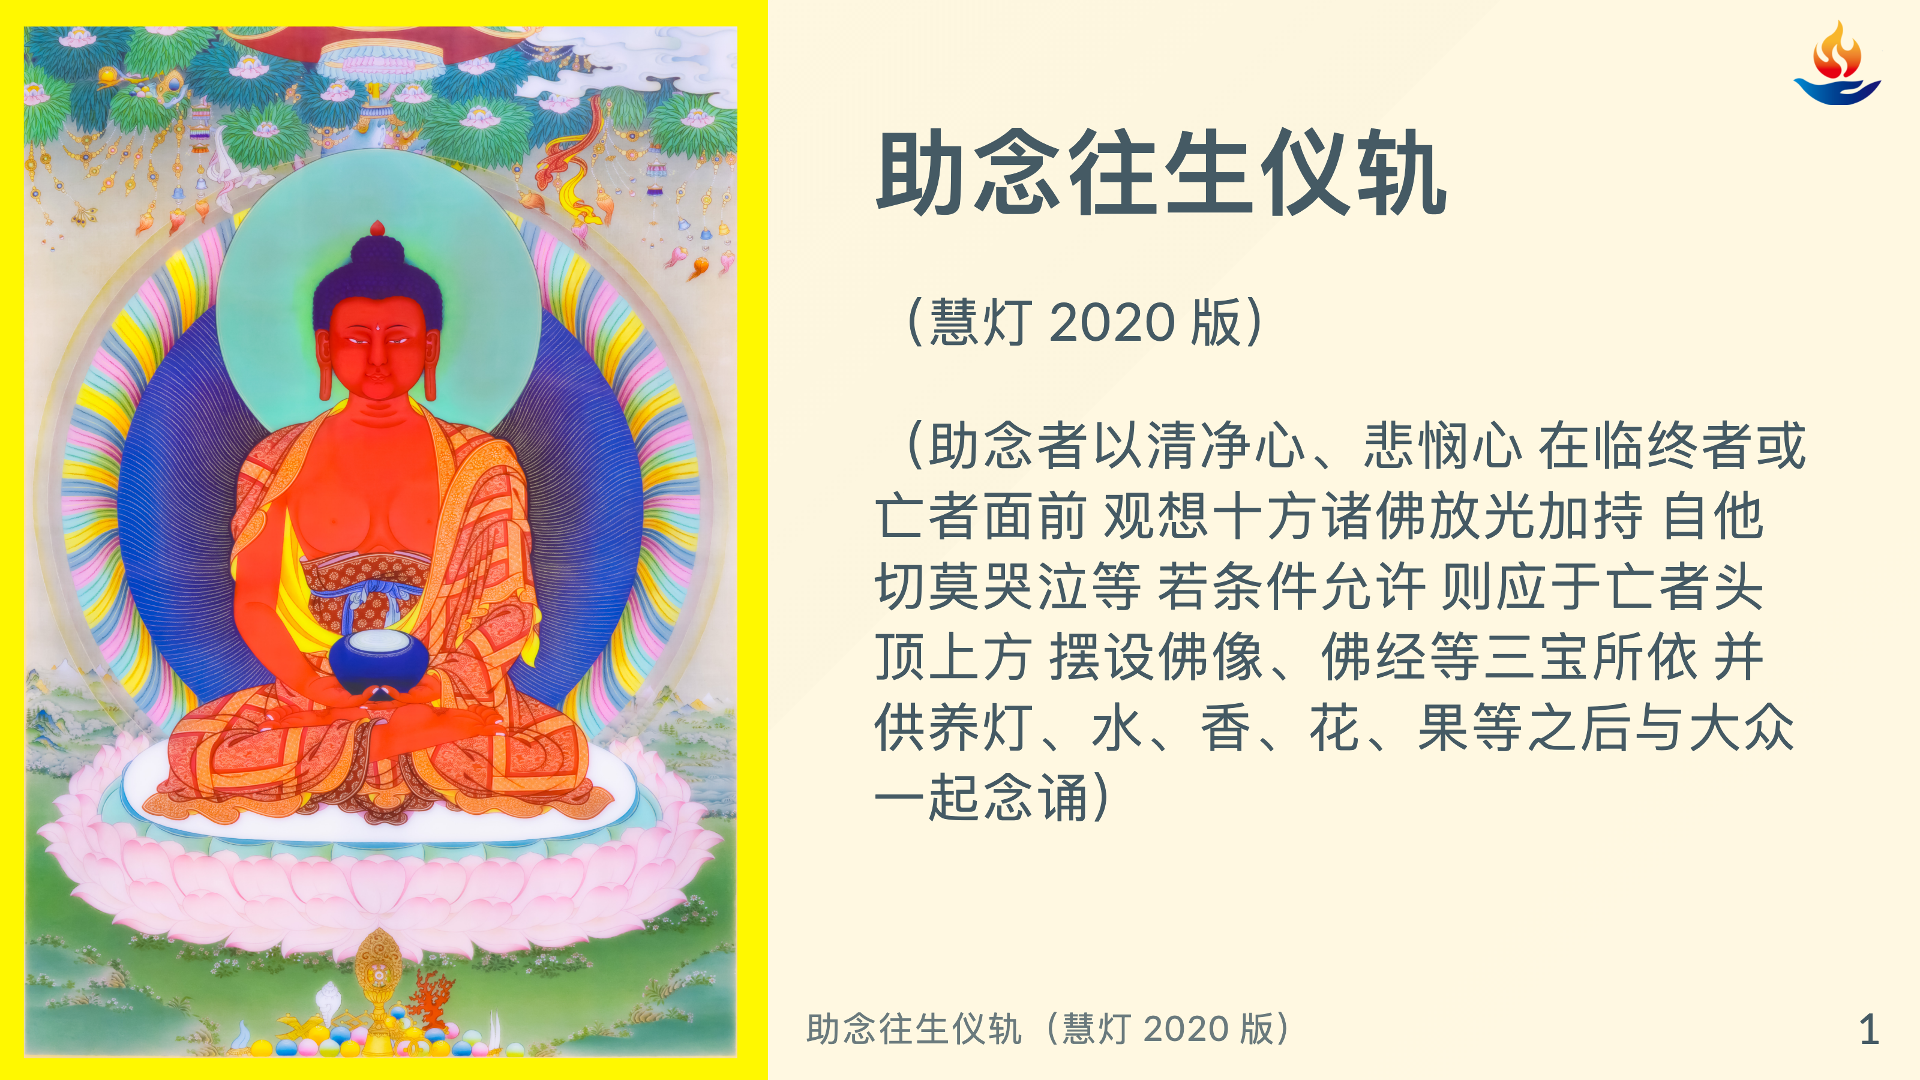 助念往生仪轨
（慧灯 2020 版）
（助念者以清净心、悲悯心 在临终者或
亡者面前 观想十方诸佛放光加持 自他
切莫哭泣等 若条件允许 则应于亡者头
顶上方 摆设佛像、佛经等三宝所依 并
供养灯、水、香、花、果等之后与大众
一起念诵）
助念往生仪轨（慧灯 2020 版）
1